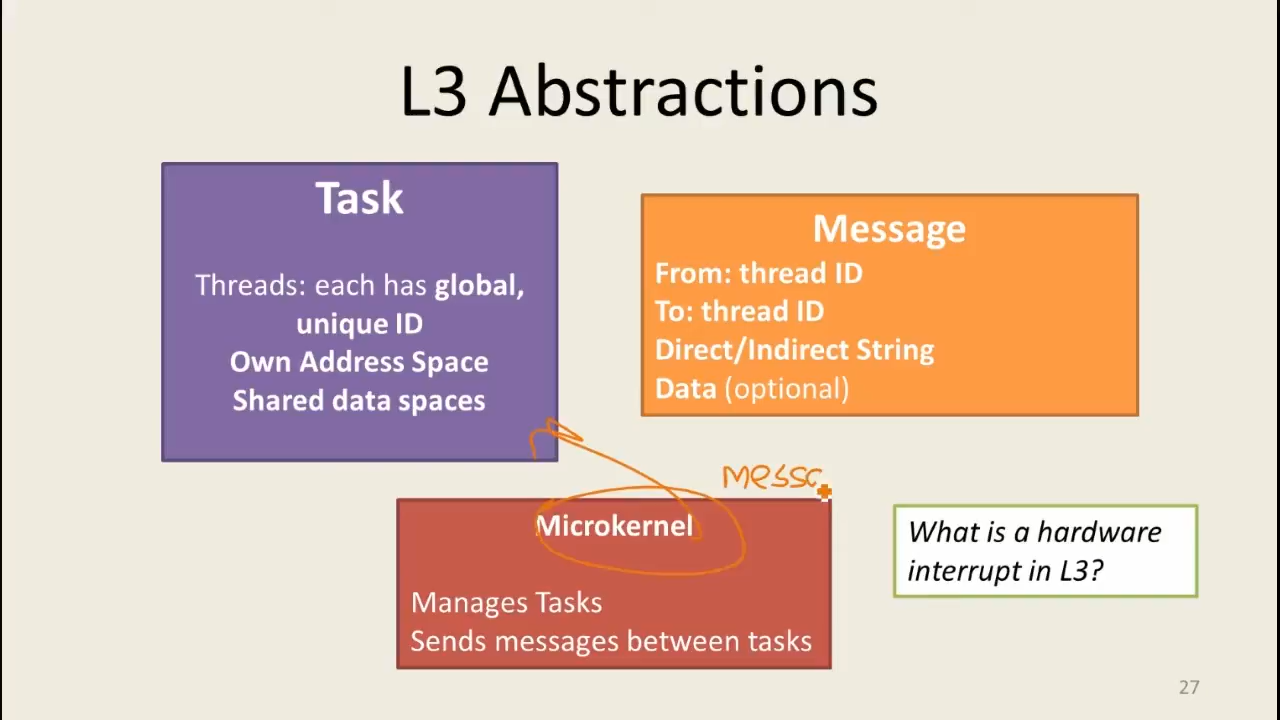 L3 Abstractions
Task
Threads: each has global,
unique ID
Own Address Space
Shared data spaces
Message
From: thread ID
To: thread ID
Direct/Indirect String
Data (optional)
Messa
Microkernel
Manages Tasks
Sends messages between tasks
What is a hardware
interrupt in L3?
27